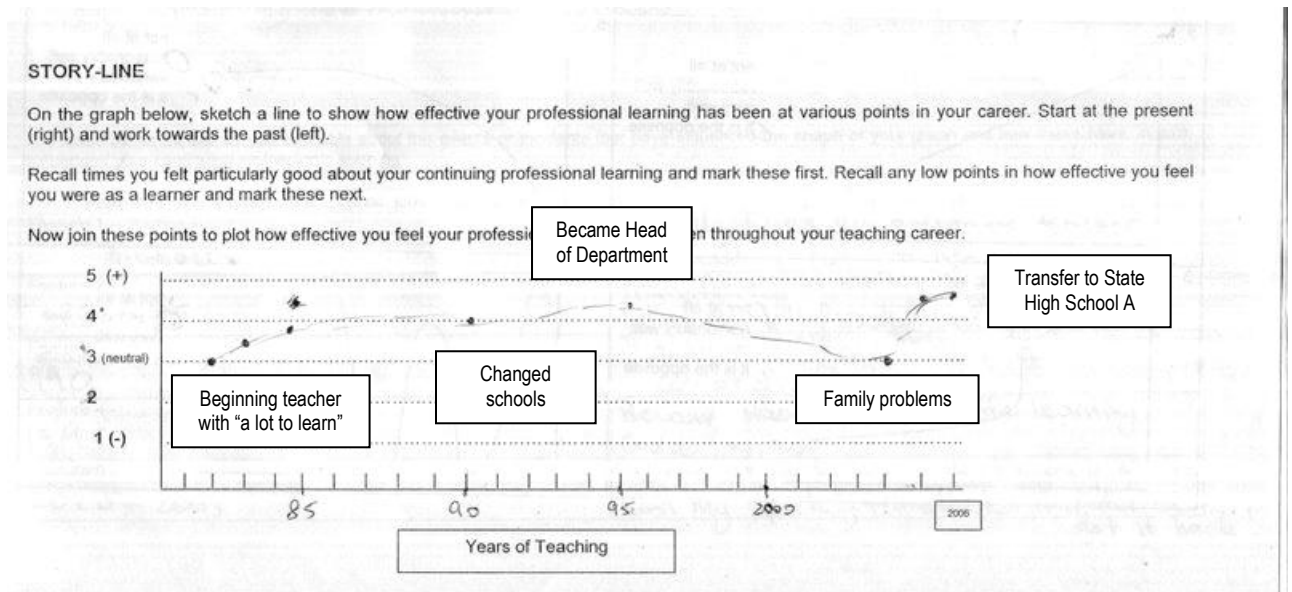 STORY-LINE
On the graph below, sketch a line to show how effective your professional learning has been at various points in your career. Start at the present
(right) and work towards the past (left).
Recall times you felt particularly good about your continuing professional learning and mark these first. Recall any low points in how effective you feel
you were as a learner and mark these next.
Now join these points to plot how effective you feel your professi en throughout your teaching career.
Became Head
of Department
Transfer to State
High School A
5 (+)
4
3 (neutral)
2
1 (-)
Beginning teacher
with “a lot to learn”
Changed
schools
Family problems
85 90 95 2000 2006
Years of Teaching